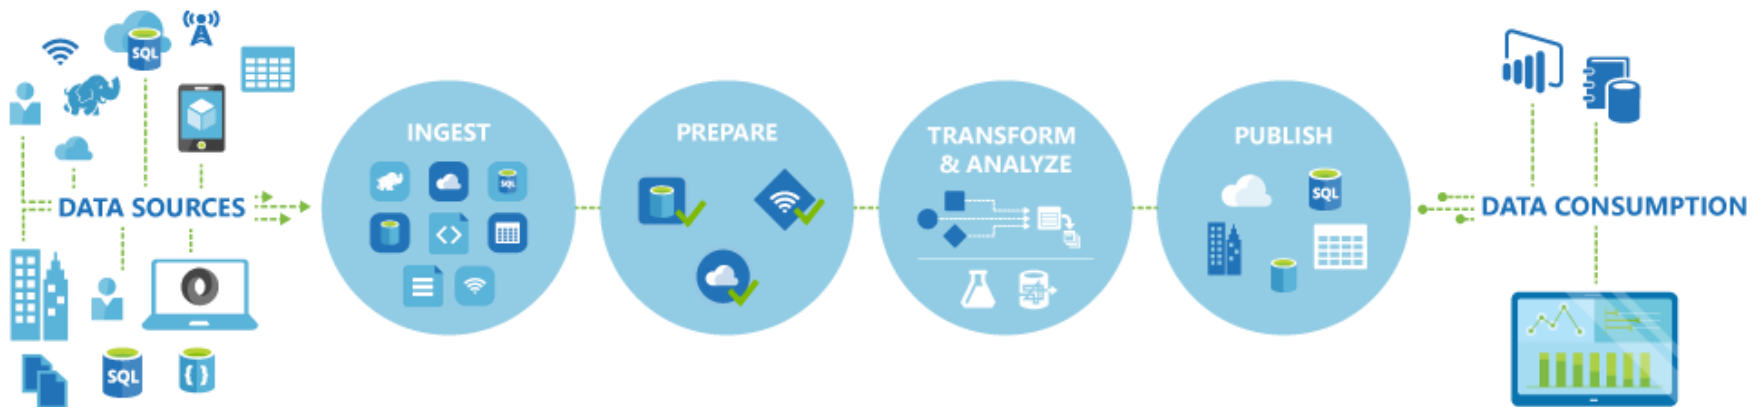 SQL
DATA SOURCES
SQL
{ }
INGEST
SQL
<>
PREPARE
TRANSFORM
& ANALYZE
PUBLISH
SQL
DATA CONSUMPTION